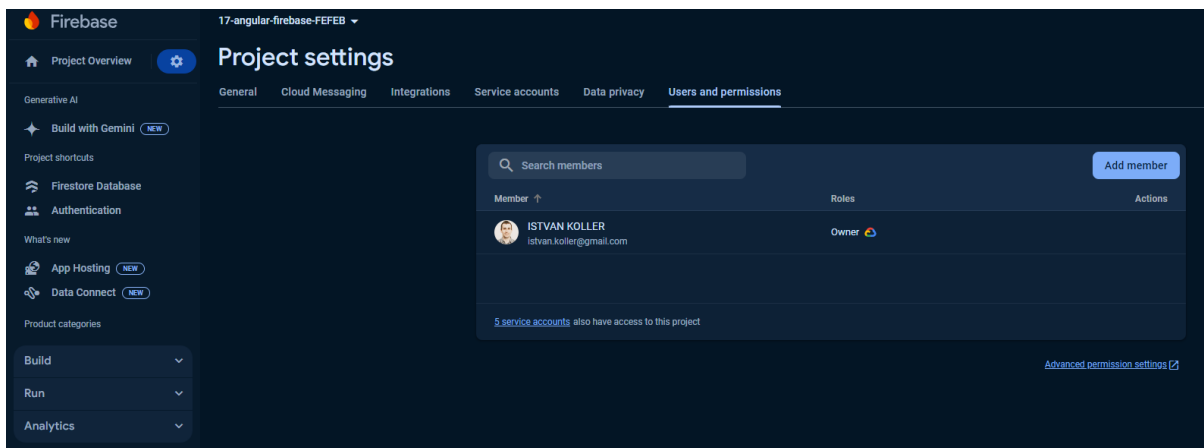 Firebase
Project Overview
Generative AI
Build with Gemini NEW
Project shortcuts
Firestore Database
Authentication
What's new
App Hosting NEW
Data Connect NEW
Product categories
Build
Run
Analytics
17-angular-firebase-FEFEB
Project settings
General Cloud Messaging Integrations Service accounts Data privacy Users and permissions
Search members Add member
Member Roles Actions
ISTVAN KOLLER
istvan.koller@gmail.com
Owner
5 service accounts also have access to this project
Advanced permission settings